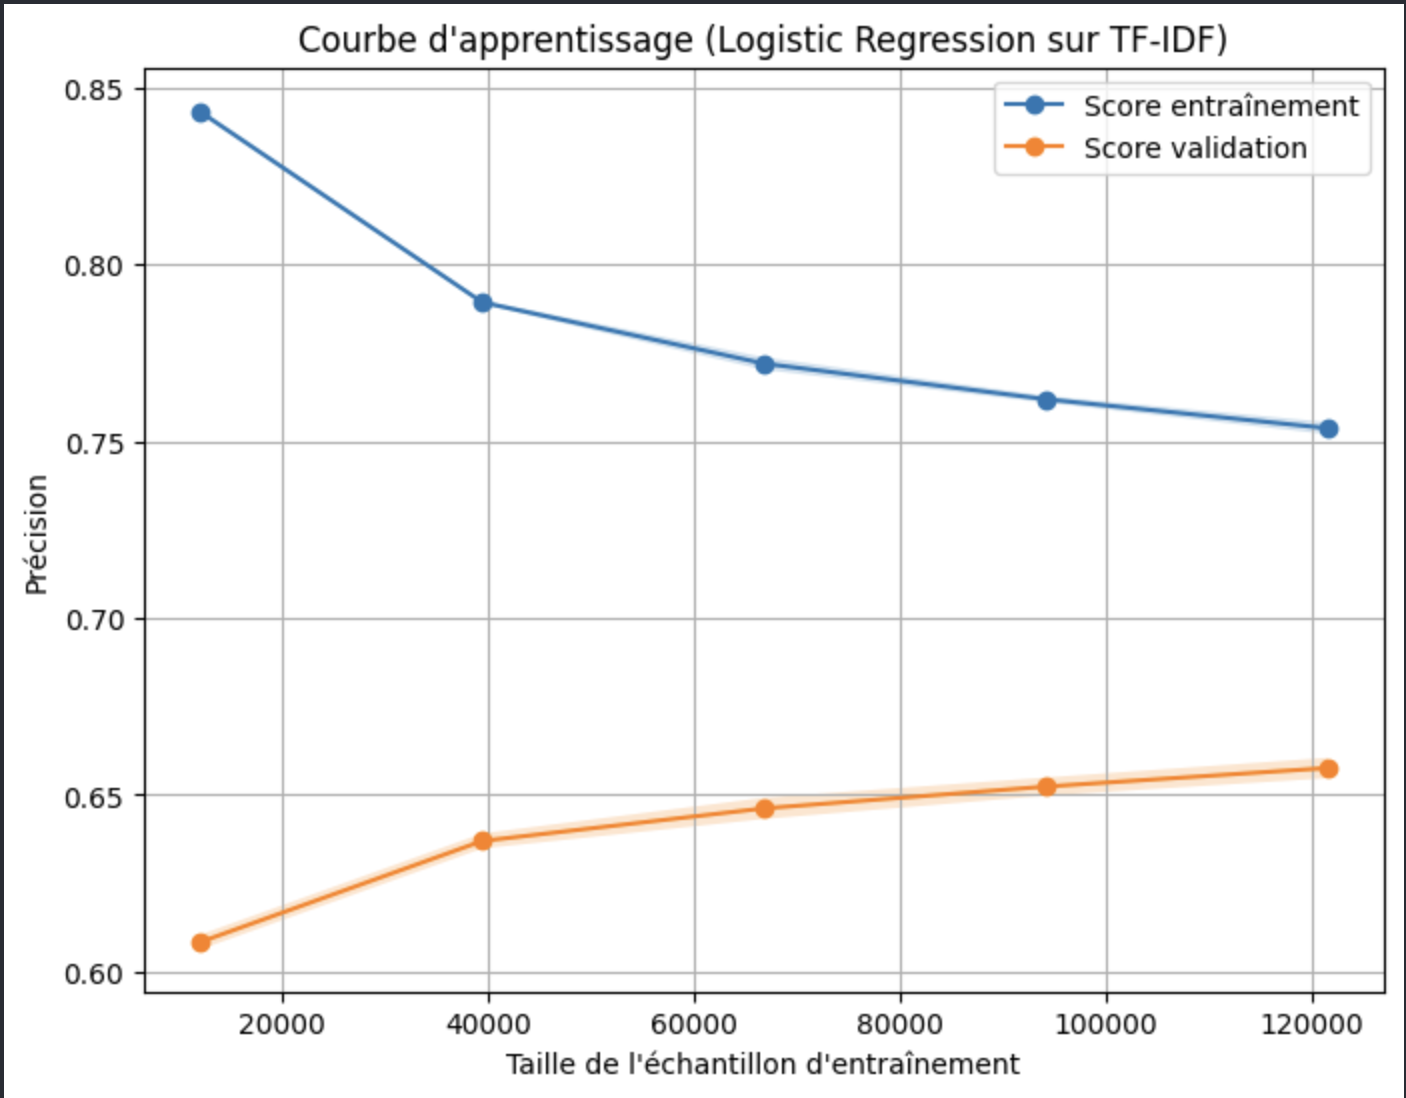 Courbe d'apprentissage (Logistic Regression sur TF-IDF)
Score entraînement
Score validation
0.85
0.80
0.75
0.70
0.65
0.60
Précision
20000 40000 60000 80000 100000 120000
Taille de l'échantillon d'entraînement